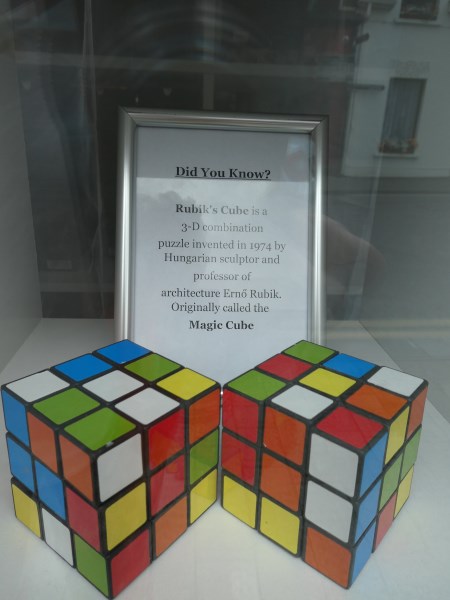 Did You Know?
Rubik's Cube is a
3-D combination
puzzle invented in 1974 by
Hungarian sculptor and
professor of
architecture Ernő Rubik.
Originally called the
Magic Cube